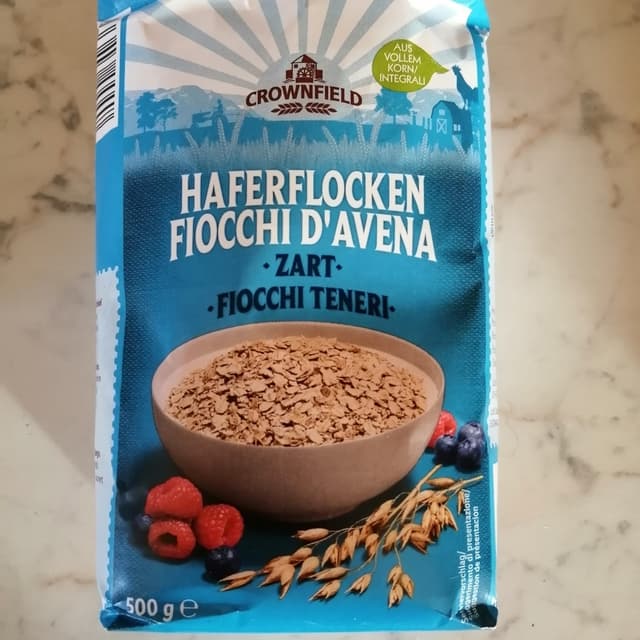 AUS
VOLLEM
KORN/
INTEGRALI
CROWNFIELD
HAFERFLOCKEN
FIOCCHI D'AVENA
· ZART ·
· FIOCCHI TENERI ·
500 g ℮